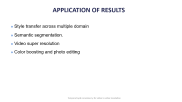 APPLICATION OF RESULTS
Style transfer across multiple domain
Semantic segmentation.
Video super resolution
Color boosting and photo editing